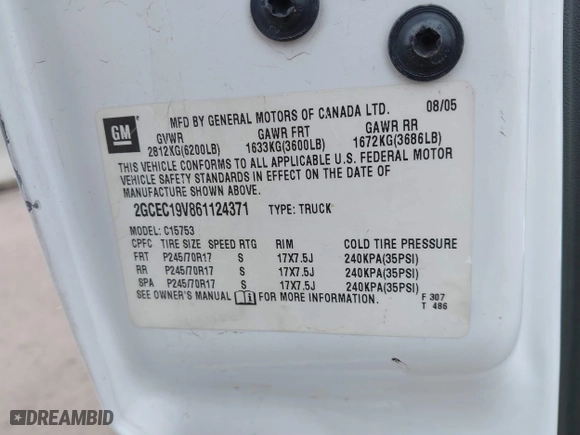 GM
MFD BY GENERAL MOTORS OF CANADA LTD. 08/05
GVWR GAWR FRT GAWR RR
2812KG(6200LB) 1633KG(3600LB) 1672KG(3686LB)
THIS VEHICLE CONFORMS TO ALL APPLICABLE U.S. FEDERAL MOTOR
VEHICLE SAFETY STANDARDS IN EFFECT ON THE DATE OF
MANUFACTURE SHOWN ABOVE.
2GCEC19V861124371 TYPE: TRUCK
MODEL: C15753
CPFC TIRE SIZE SPEED RTG RIM COLD TIRE PRESSURE
FRT P245/70R17 S 17X7.5J 240KPA(35PSI)
RR P245/70R17 S 17X7.5J 240KPA(35PSI)
SPA P245/70R17 S 17X7.5J 240KPA(35PSI)
SEE OWNER'S MANUAL FOR MORE INFORMATION.
F 307
T 486
DREAMBID